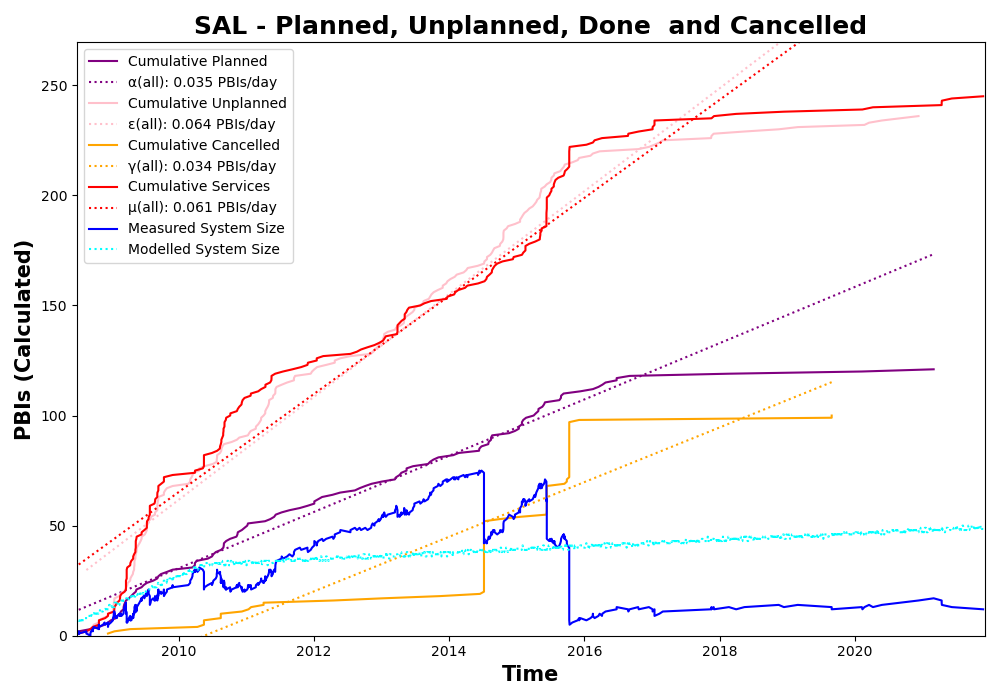 SAL - Planned, Unplanned, Done  and Cancelled
PBIs (Calculated)
250
200
150
100
50
0
Cumulative Planned
α(all): 0.035 PBIs/day
Cumulative Unplanned
ε(all): 0.064 PBIs/day
Cumulative Cancelled
γ(all): 0.034 PBIs/day
Cumulative Services
μ(all): 0.061 PBIs/day
Measured System Size
Modelled System Size
2010 2012 2014 2016 2018 2020
Time